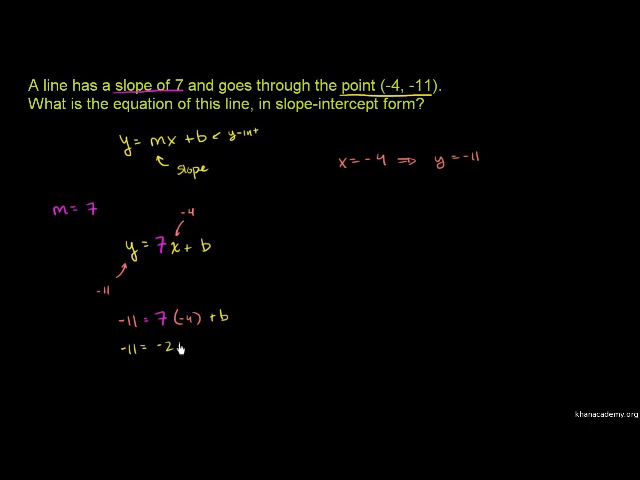 A line has a slope of 7 and goes through the point (-4, -11).
What is the equation of this line, in slope-intercept form?
y = mx + b < y-int
slope
x = -4 ⇒ y = -11
m = 7
-4
y = 7x + b
-11
-11 = 7(-4) + b
-11 = -2
khanacademy.org